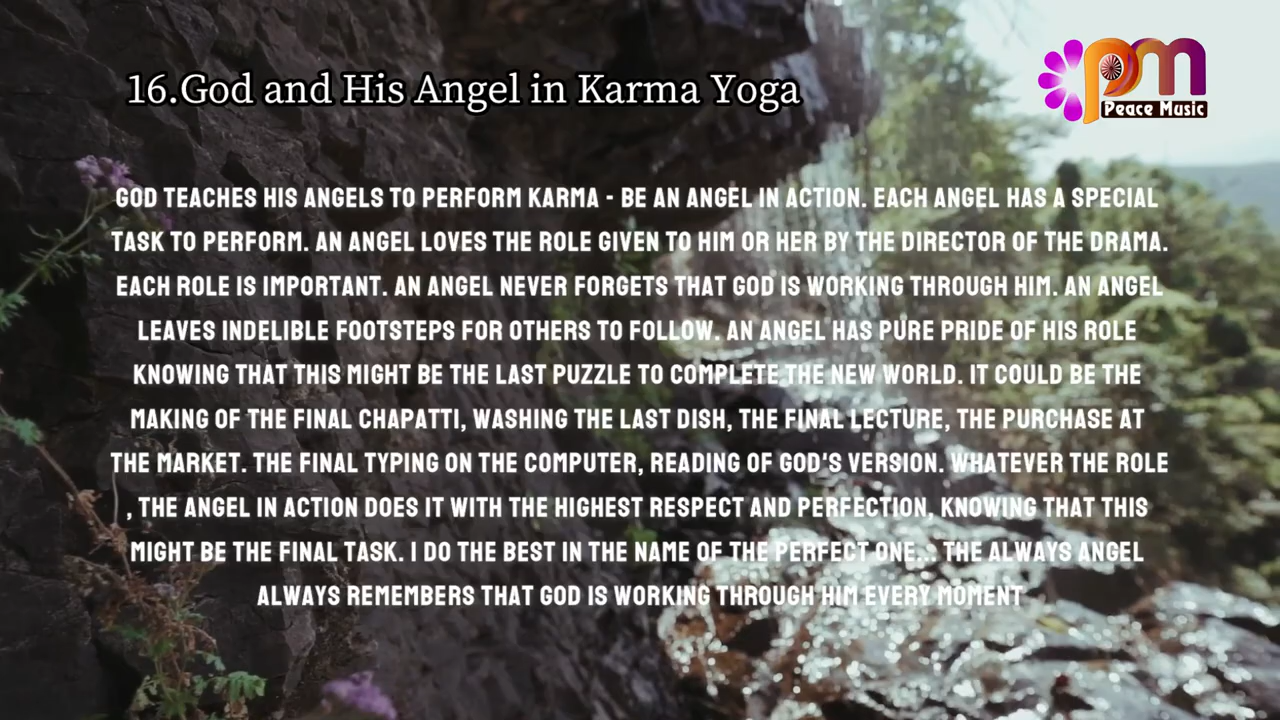 16.God and His Angel in Karma Yoga
pm
Peace Music
GOD TEACHES HIS ANGELS TO PERFORM KARMA - BE AN ANGEL IN ACTION. EACH ANGEL HAS A SPECIAL
TASK TO PERFORM. AN ANGEL LOVES THE ROLE GIVEN TO HIM OR HER BY THE DIRECTOR OF THE DRAMA.
EACH ROLE IS IMPORTANT. AN ANGEL NEVER FORGETS THAT GOD IS WORKING THROUGH HIM. AN ANGEL
LEAVES INDELIBLE FOOTSTEPS FOR OTHERS TO FOLLOW. AN ANGEL HAS PURE PRIDE OF HIS ROLE
KNOWING THAT THIS MIGHT BE THE LAST PUZZLE TO COMPLETE THE NEW WORLD. IT COULD BE THE
MAKING OF THE FINAL CHAPATTI, WASHING THE LAST DISH, THE FINAL LECTURE, THE PURCHASE AT
THE MARKET. THE FINAL TYPING ON THE COMPUTER, READING OF GOD'S VERSION. WHATEVER THE ROLE
, THE ANGEL IN ACTION DOES IT WITH THE HIGHEST RESPECT AND PERFECTION, KNOWING THAT THIS
MIGHT BE THE FINAL TASK. I DO THE BEST IN THE NAME OF THE PERFECT ONE... THE ALWAYS ANGEL
ALWAYS REMEMBERS THAT GOD IS WORKING THROUGH HIM EVERY MOMENT